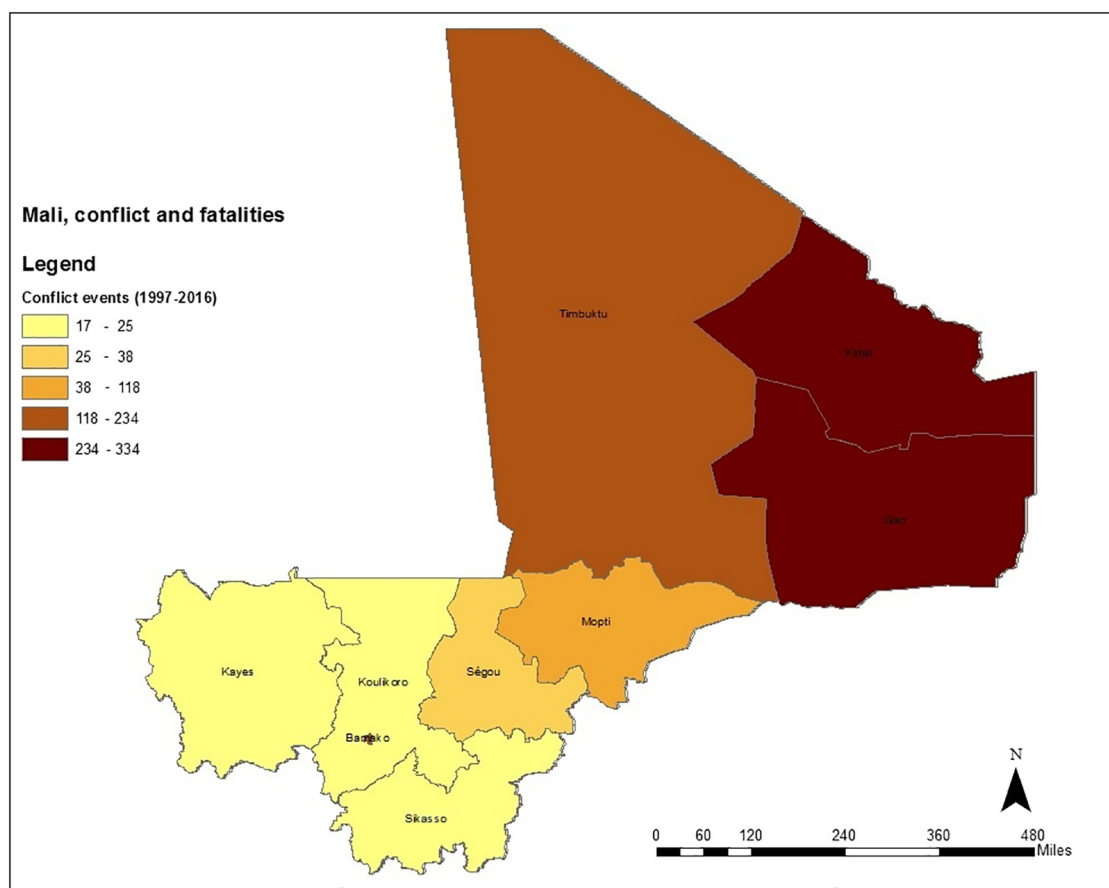 Mali, conflict and fatalities
Legend
Conflict events (1997-2016)
17 - 25
25 - 38
38 - 118
118 - 234
234 - 334
Timbuktu
Kidal
Gao
Mopti
Kayes
Ségou
Koulikoro
Bamako
Sikasso
N
0 60 120 240 360 480
Miles